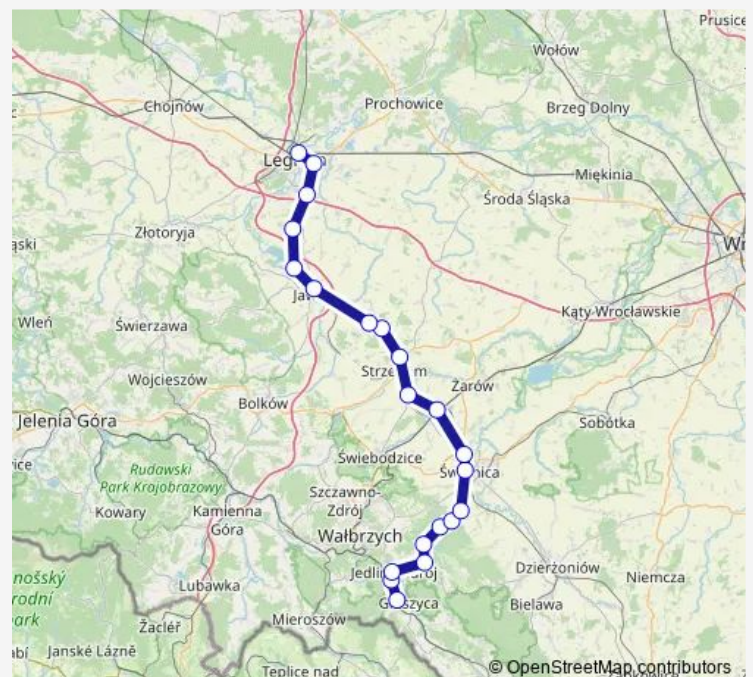 Prusice
Wołów
Chojnów
Prochowice
Brzeg Dolny
Miękinia
Środa Śląska
Złotoryja
Kąty Wrocławskie
Wleń
Świerzawa
Wojcieszów
Żarów
Bolków
Jelenia Góra
Sobótka
Rudawski
Park Krajobrazowy
Świebodzice
Szczawno-
Zdrój
Kowary
Kamienna
Góra
Wałbrzych
Dzierżoniów
Niemcza
Lubawka
Bielawa
Mieroszów
Žacléř
Janské Lázně
Teplice nad
© OpenStreetMap contributors